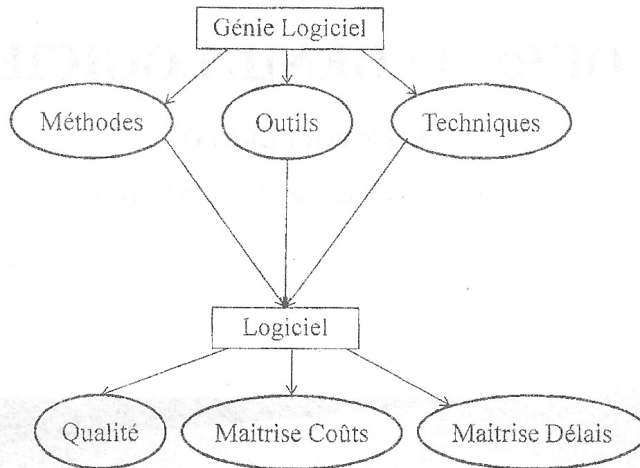 Génie Logiciel
Méthodes Outils Techniques
Logiciel
Qualité Maitrise Coûts Maitrise Délais